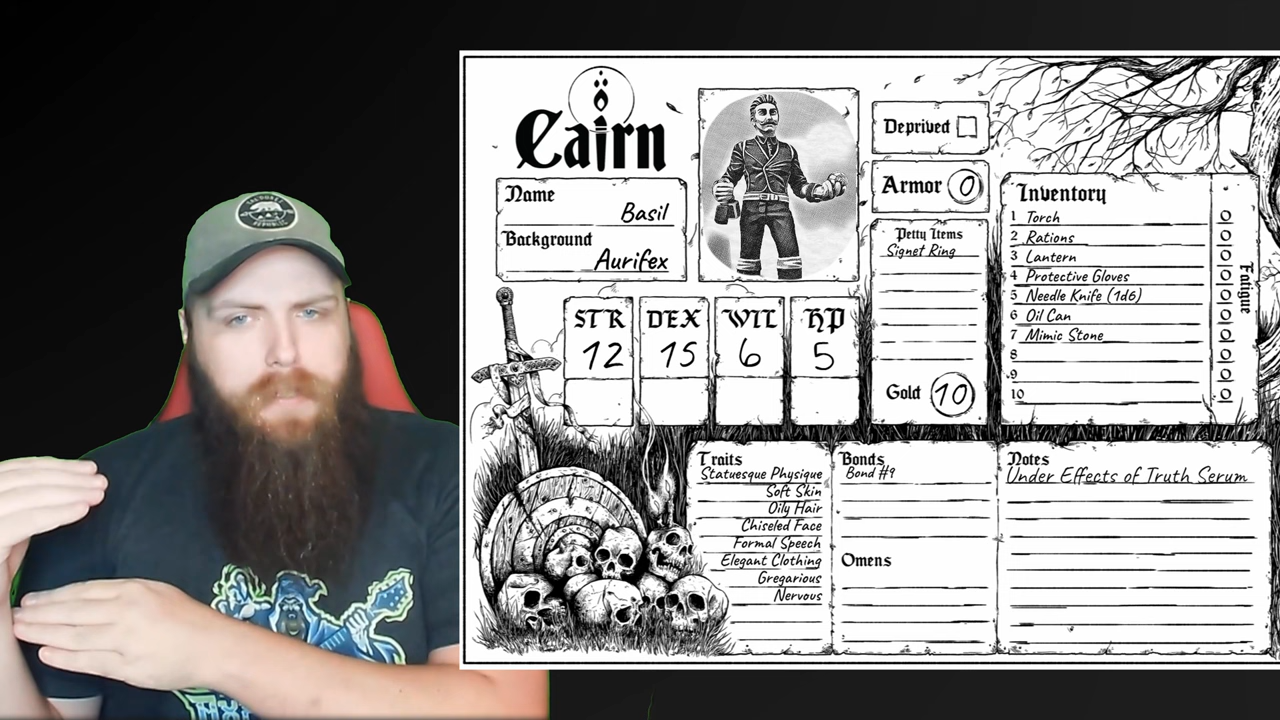 Cairn
Name
Basil
Background
Aurifex
STR
12
DEX
15
WIL
6
HP
5
Deprived
Armor 0
Petty Items
Signet Ring
Gold 10
Inventory
1 Torch
2 Rations
3 Lantern
4 Protective Gloves
5 Needle Knife (1d6)
6 Oil Can
7 Mimic Stone
8
9
10
Fatigue
Traits
Statuesque Physique
Soft Skin
Oily Hair
Chiseled Face
Formal Speech
Elegant Clothing
Gregarious
Nervous
Bonds
Bond #9
Omens
Notes
Under Effects of Truth Serum